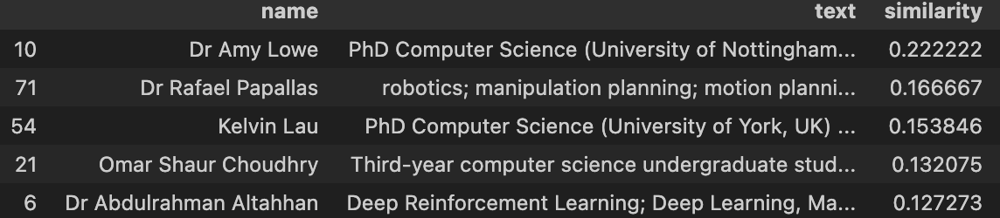 name text similarity
10 Dr Amy Lowe PhD Computer Science (University of Nottingham... 0.222222
71 Dr Rafael Papallas robotics; manipulation planning; motion planni... 0.166667
54 Kelvin Lau PhD Computer Science (University of York, UK) ... 0.153846
21 Omar Shaur Choudhry Third-year computer science undergraduate stud... 0.132075
6 Dr Abdulrahman Altahhan Deep Reinforcement Learning; Deep Learning, Ma... 0.127273